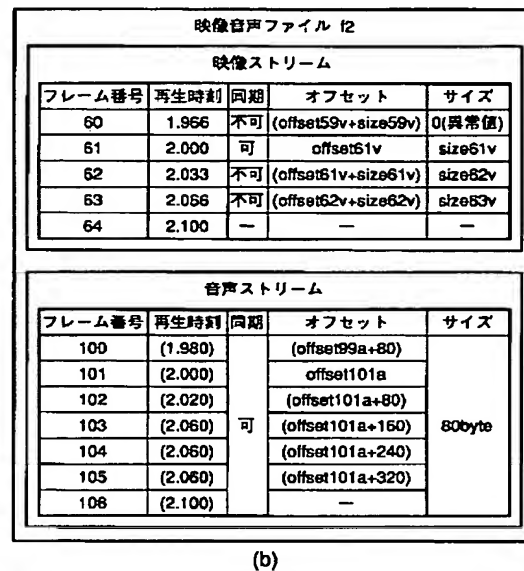 映像音声ファイル f2
映像ストリーム
フレーム番号 再生時刻 同期 オフセット サイズ
60 1.966 不可 (offset59v+size59v) 0(異常値)
61 2.000 可 offset61v size61v
62 2.033 不可 (offset61v+size61v) size62v
63 2.066 不可 (offset62v+size62v) size63v
64 2.100 — — —
音声ストリーム
フレーム番号 再生時刻 同期 オフセット サイズ
100 (1.980) (offset99a+80)
101 (2.000) offset101a
102 (2.020) (offset101a+80)
103 (2.060) 可 (offset101a+160) 80byte
104 (2.060) (offset101a+240)
105 (2.060) (offset101a+320)
106 (2.100) —
(b)